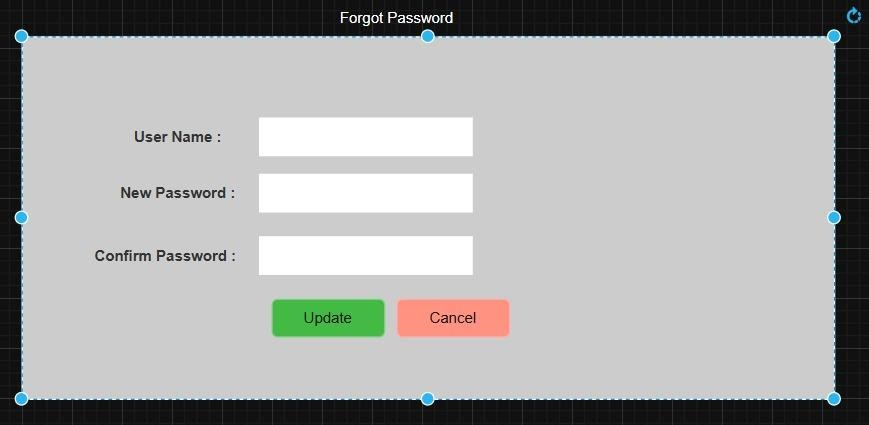 Forgot Password
User Name :
New Password :
Confirm Password :
Update Cancel